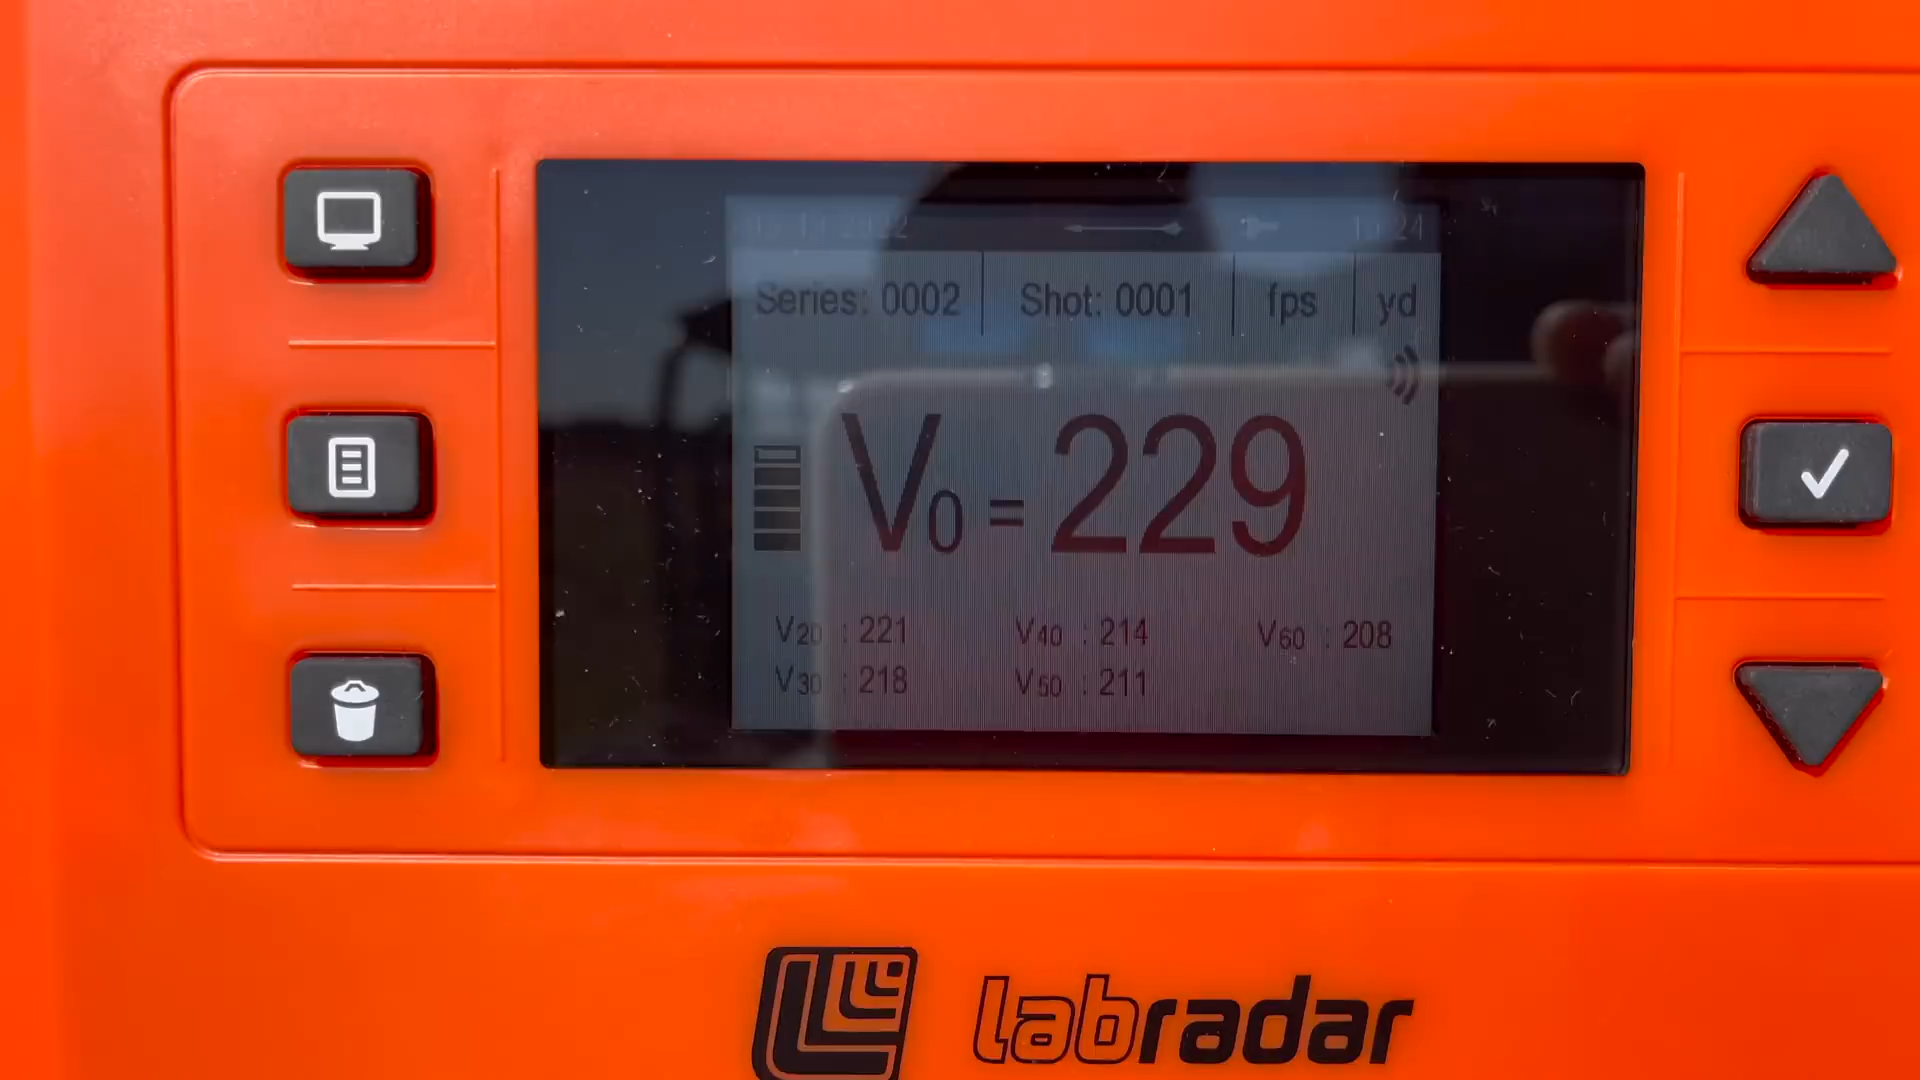 Series: 0002 Shot: 0001 fps yd
V0 = 229
V20 : 221 V40 : 214 V60 : 208
V30 : 218 V50 : 211
labradar